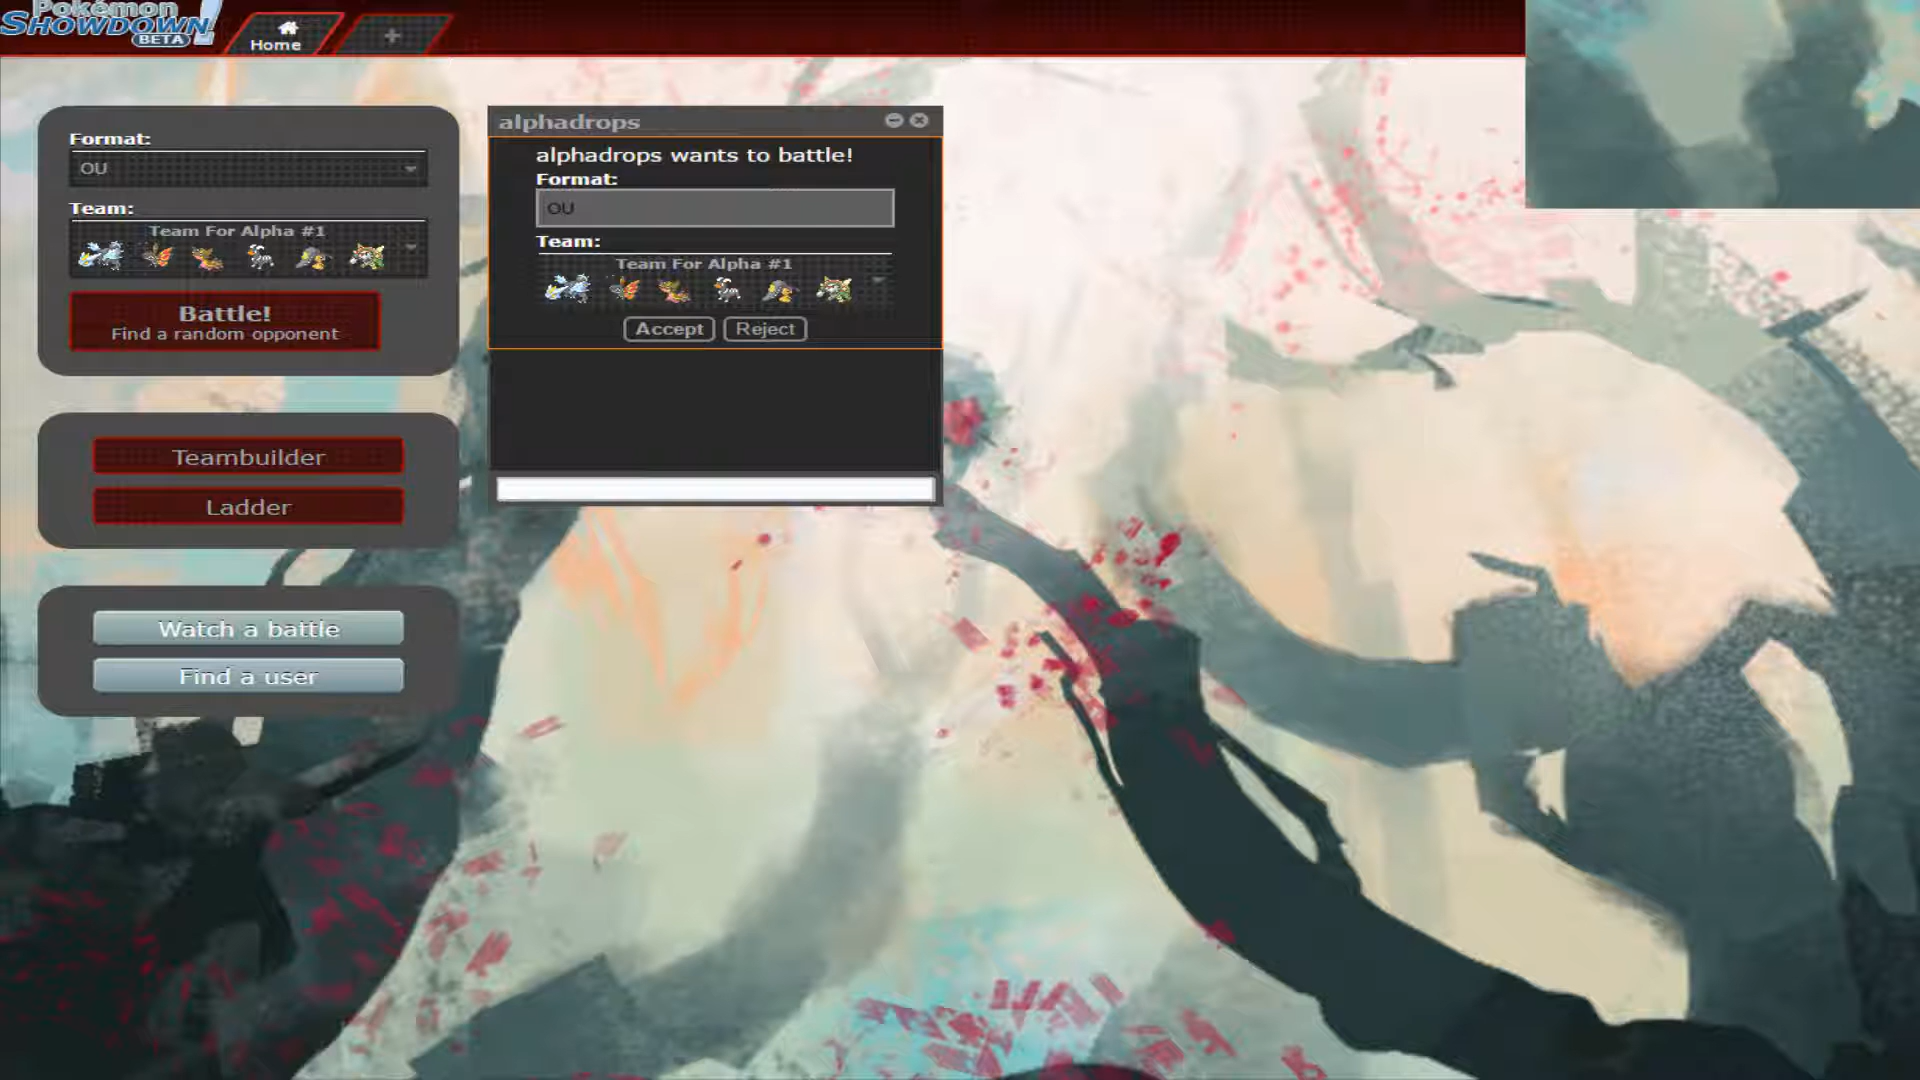 Pokémon
SHOWDOWN!
BETA
Home
+
Format:
OU
Team:
Team For Alpha #1
Battle!
Find a random opponent
Teambuilder
Ladder
Watch a battle
Find a user
alphadrops
alphadrops wants to battle!
Format:
OU
Team:
Team For Alpha #1
Accept
Reject